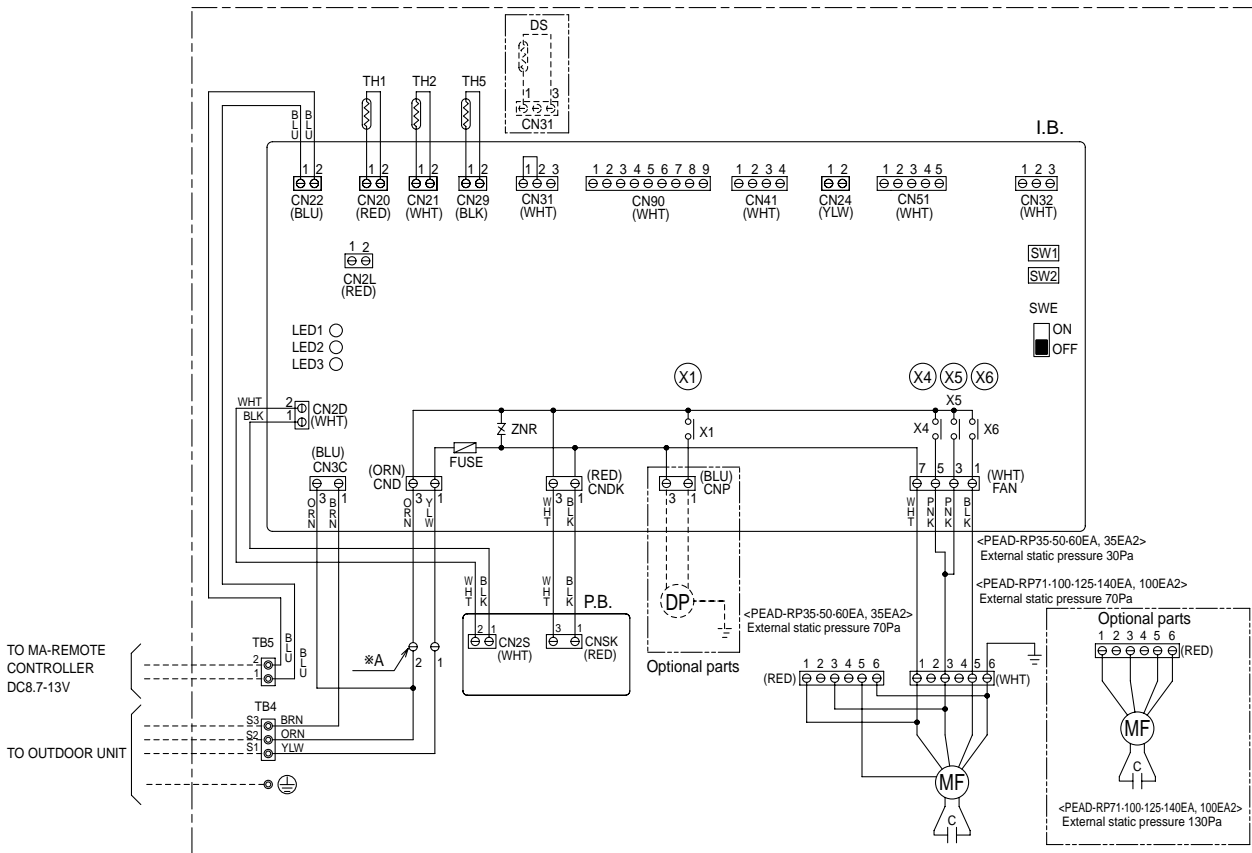 DS
1 3
CN31
TH1 TH2 TH5
BLU BLU
I.B.
1 2
CN22
(BLU)
1 2
CN20
(RED)
1 2
CN21
(WHT)
1 2
CN29
(BLK)
1 2 3
CN31
(WHT)
1 2 3 4 5 6 7 8 9
CN90
(WHT)
1 2 3 4
CN41
(WHT)
1 2
CN24
(YLW)
1 2 3 4 5
CN51
(WHT)
1 2 3
CN32
(WHT)
1 2
CN2L
(RED)
SW1
SW2
SWE
ON
OFF
LED1
LED2
LED3
X1 X4 X5 X6
WHT 2
BLK 1
CN2D
(WHT)
ZNR
FUSE
X1
X5
X4 X6
(BLU)
CN3C
3 1
ORN BRN
(ORN)
CND
3 1
ORN YLW
(RED)
CNDK
3 1
WHT BLK
(BLU)
CNP
3 1
7 5 3 1
(WHT)
FAN
WHT PNK PNK BLK
<PEAD-RP35·50·60EA, 35EA2>
External static pressure 30Pa
<PEAD-RP71·100·125·140EA, 100EA2>
External static pressure 70Pa
WHT BLK
WHT BLK
P.B.
2 1
CN2S
(WHT)
3 1
CNSK
(RED)
DP
Optional parts
<PEAD-RP35·50·60EA, 35EA2>
External static pressure 70Pa
※A
2 1
TO MA-REMOTE
CONTROLLER
DC8.7-13V
TB5
2
1
BLU
BLU
TB4
S3 BRN
S2 ORN
S1 YLW
TO OUTDOOR UNIT
1 2 3 4 5 6
(RED)
1 2 3 4 5 6
(WHT)
MF
C
Optional parts
1 2 3 4 5 6
(RED)
MF
C
<PEAD-RP71·100·125·140EA, 100EA2>
External static pressure 130Pa